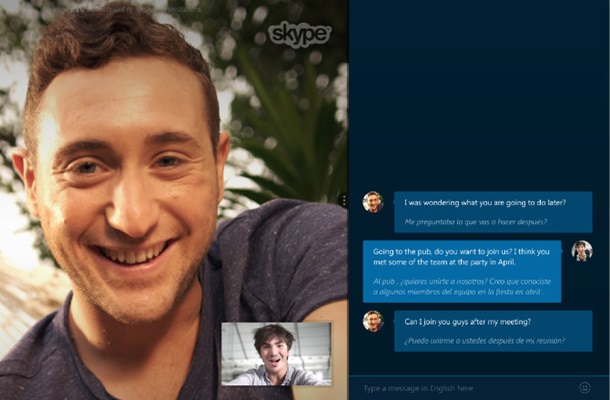 skype
I was wondering what you are going to do later?
Me preguntaba lo que vas a hacer después?
Going to the pub, do you want to join us? I think you
met some of the team at the party in April.
Al pub , ¿quieres unirte a nosotros? Creo que conociste
a algunos miembros del equipo en la fiesta en abril .
Can I join you guys after my meeting?
¿Puedo unirme a ustedes después de mi reunión?
Type a message in English here